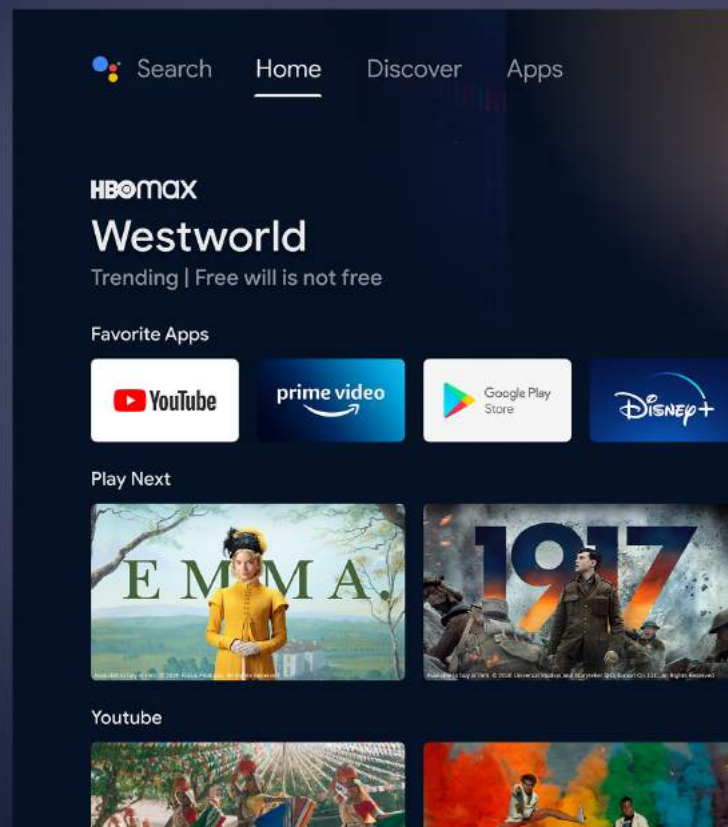 Search Home Discover Apps
HBOmax
Westworld
Trending | Free will is not free
Favorite Apps
YouTube
prime video
Google Play
Store
Disney+
Play Next
EMMA.
1917
Youtube